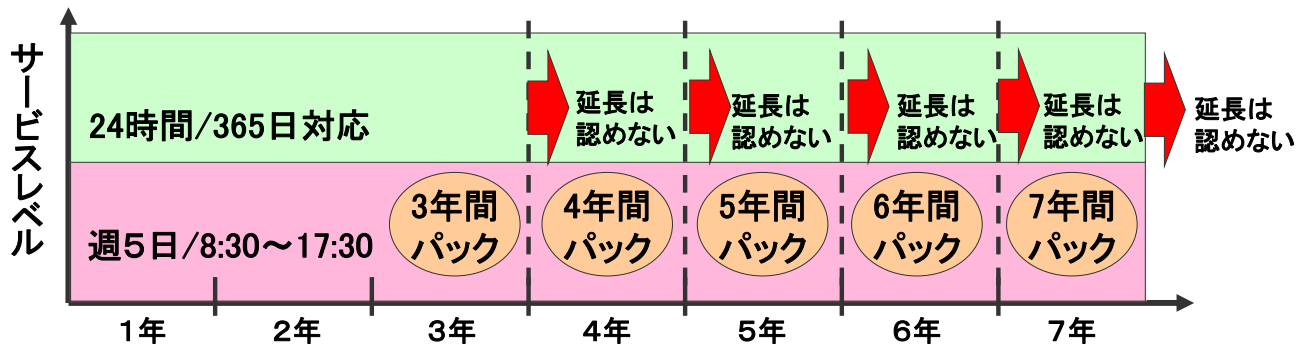 サービスレベル
24時間/365日対応
延長は
認めない
延長は
認めない
延長は
認めない
延長は
認めない
延長は
認めない
週5日/8:30~17:30
3年間
パック
4年間
パック
5年間
パック
6年間
パック
7年間
パック
1年
2年
3年
4年
5年
6年
7年